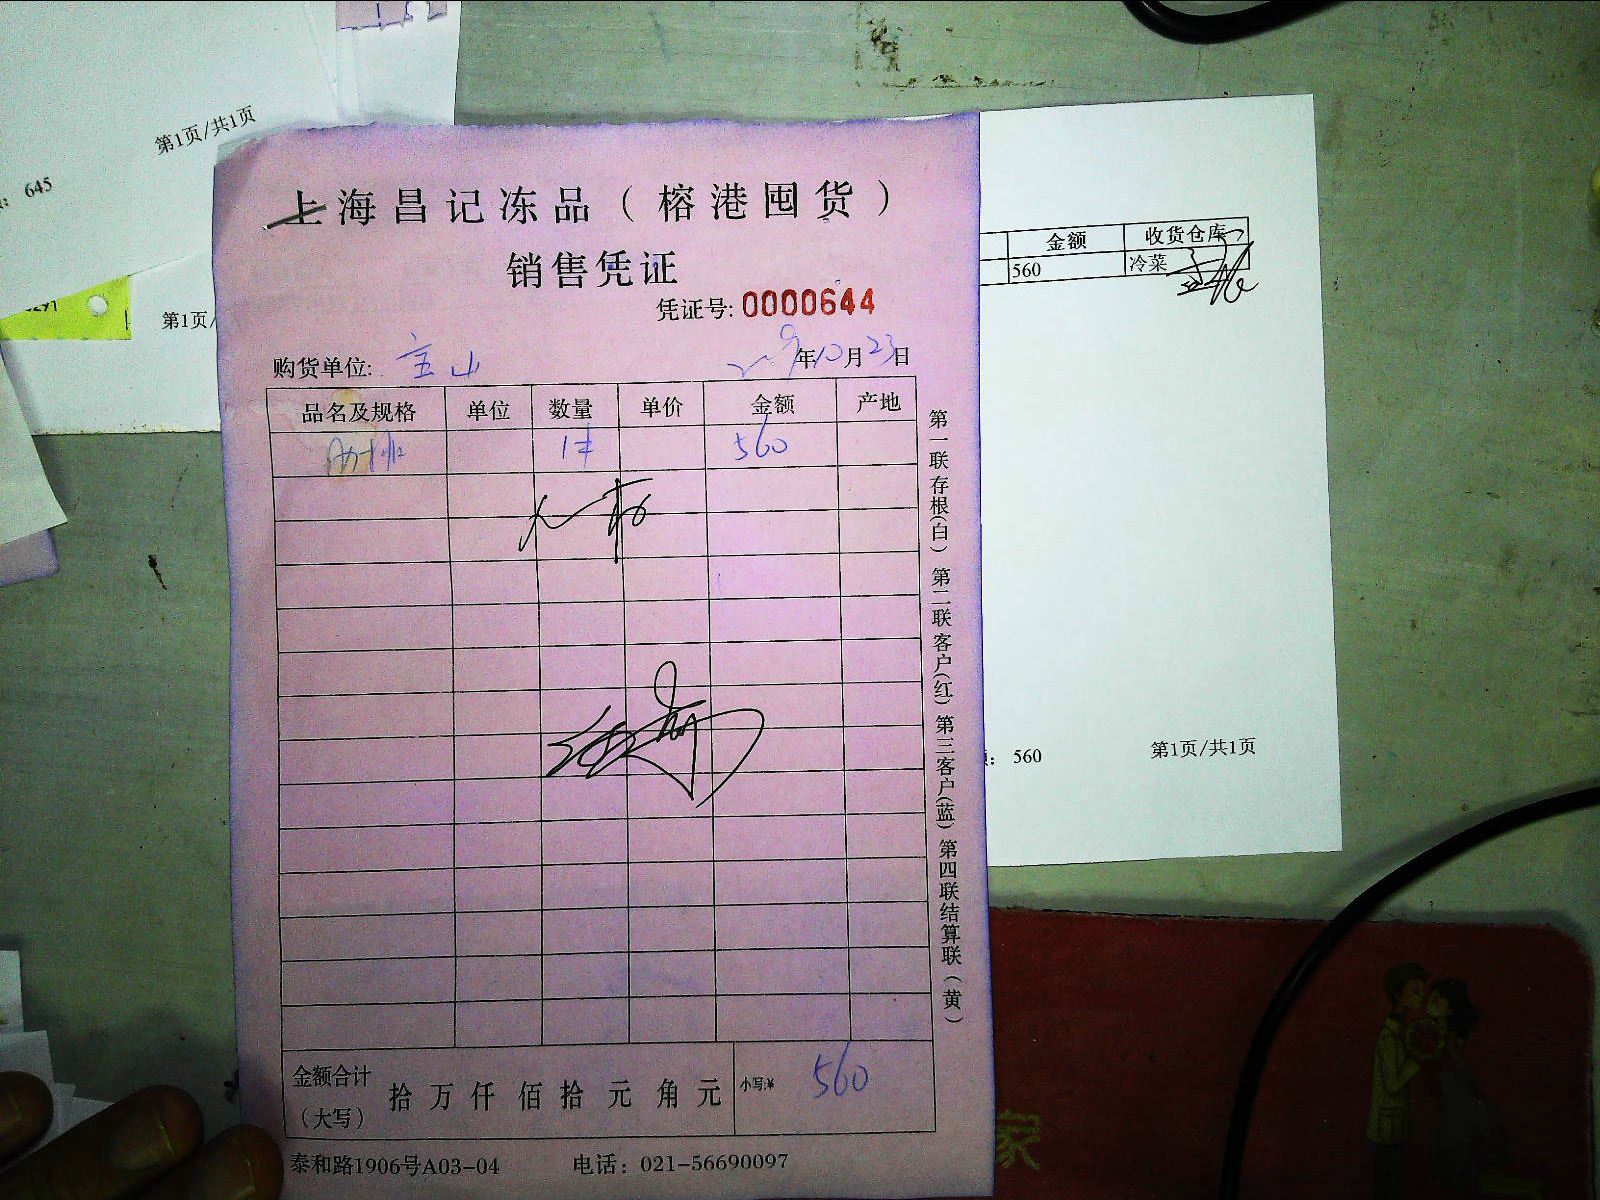 第1页/共1页
645
第1页/
上海昌记冻品（榕港囤货）
销售凭证
凭证号: 0000644
购货单位: 宝山 年10月23日
品名及规格 单位 数量 单价 金额 产地
1件 560
第一联存根(白) 第二联客户(红) 第三客户(蓝) 第四联结算联(黄)
金额合计
(大写)
拾万仟佰拾元角元
小写:¥ 560
泰和路1906号A03-04 电话：021-56690097
金额 收货仓库
560 冷菜
560 第1页/共1页
家